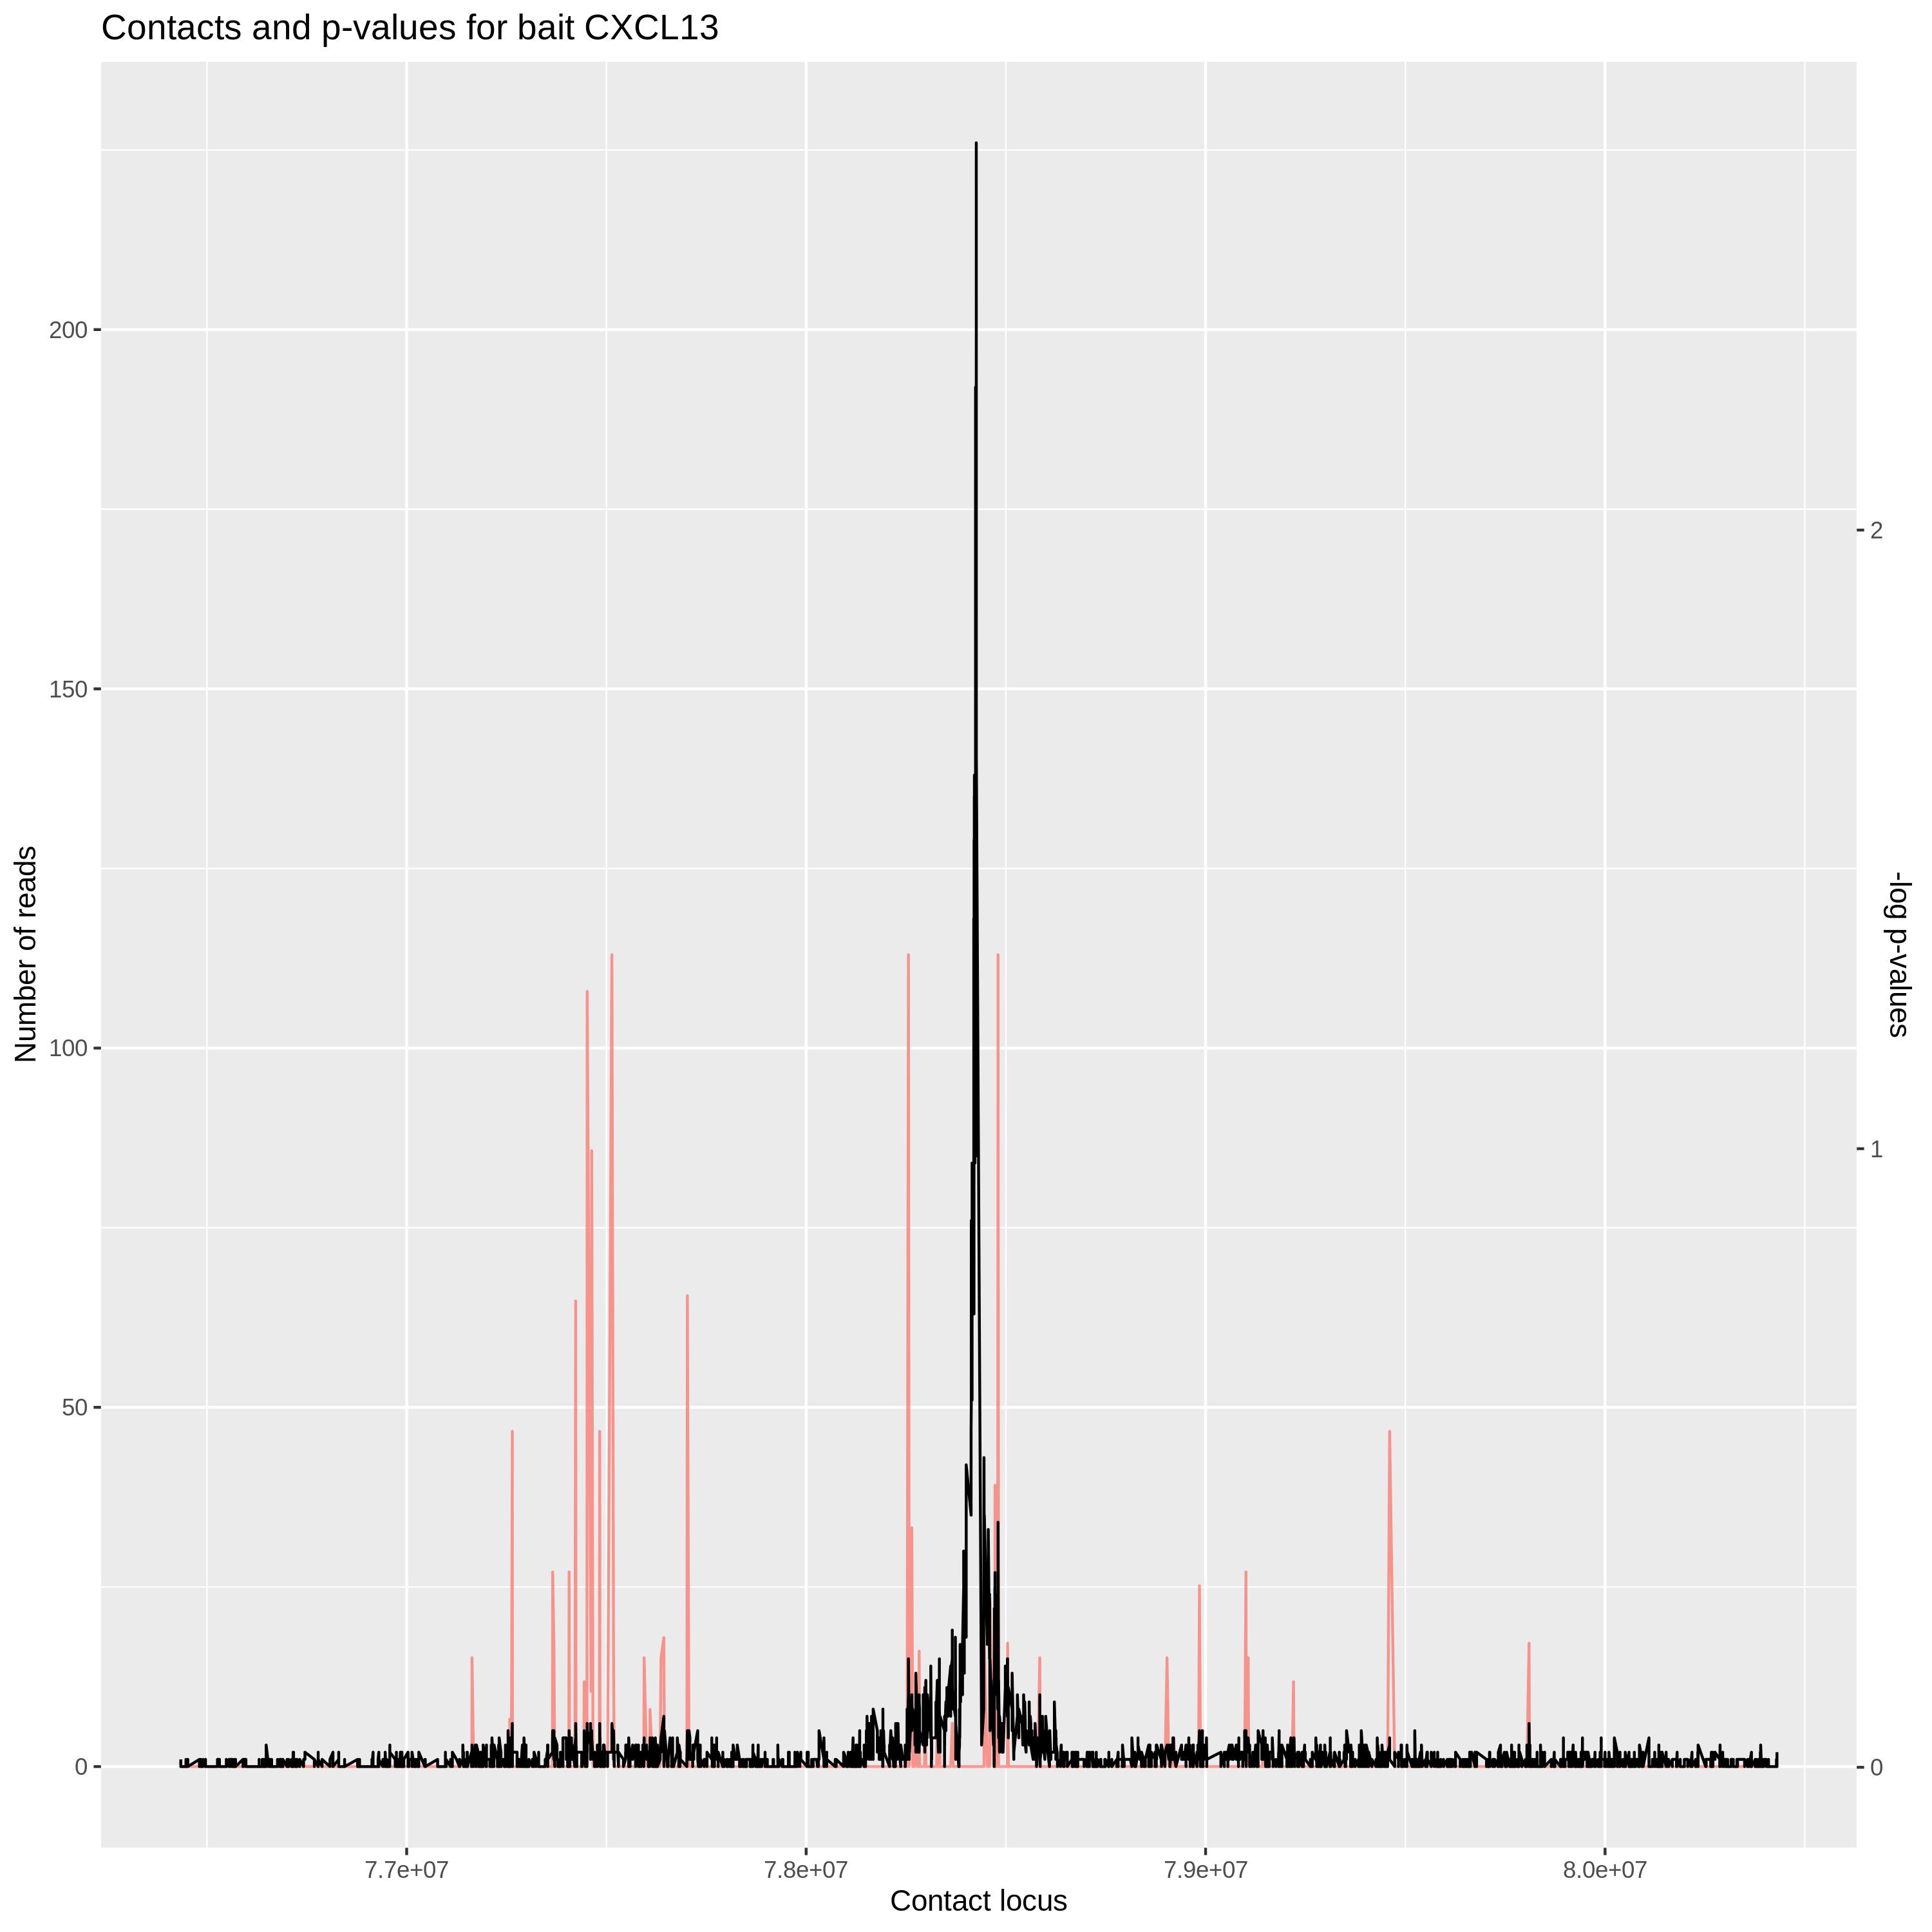 Contacts and p-values for bait CXCL13
Number of reads
200
150
100
50
0
2
1
0
-log p-values
7.7e+07
7.8e+07
7.9e+07
8.0e+07
Contact locus